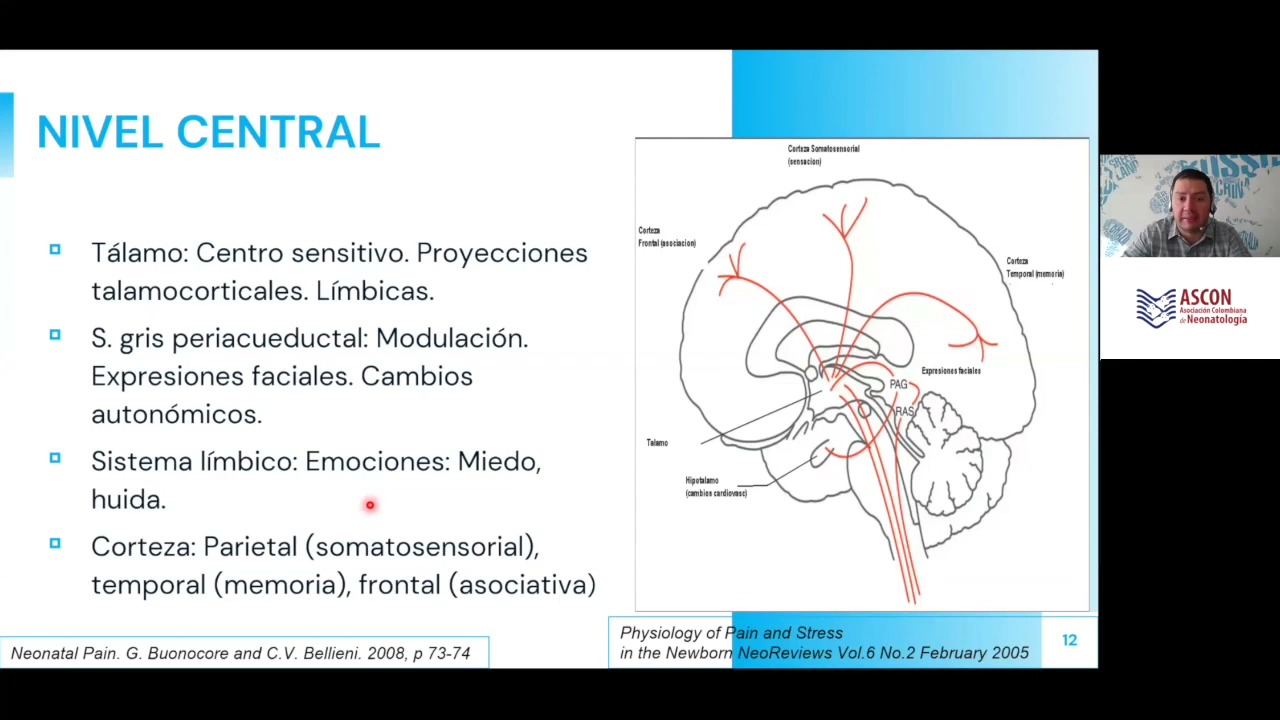 NIVEL CENTRAL
Tálamo: Centro sensitivo. Proyecciones
talamocorticales. Límbicas.
S. gris periacueductal: Modulación.
Expresiones faciales. Cambios
autonómicos.
Sistema límbico: Emociones: Miedo,
huida.
Corteza: Parietal (somatosensorial),
temporal (memoria), frontal (asociativa)
Corteza Somatosensorial
(sensacion)
Corteza
Frontal (asociacion)
Corteza
Temporal (memoria)
Expresiones faciales
PAG
RAS
Talamo
Hipotalamo
(cambios cardiovasc)
Neonatal Pain. G. Buonocore and C.V. Bellieni. 2008, p 73-74
Physiology of Pain and Stress
in the Newborn NeoReviews Vol.6 No.2 February 2005
12
ASCON
Asociación Colombiana
de Neonatología